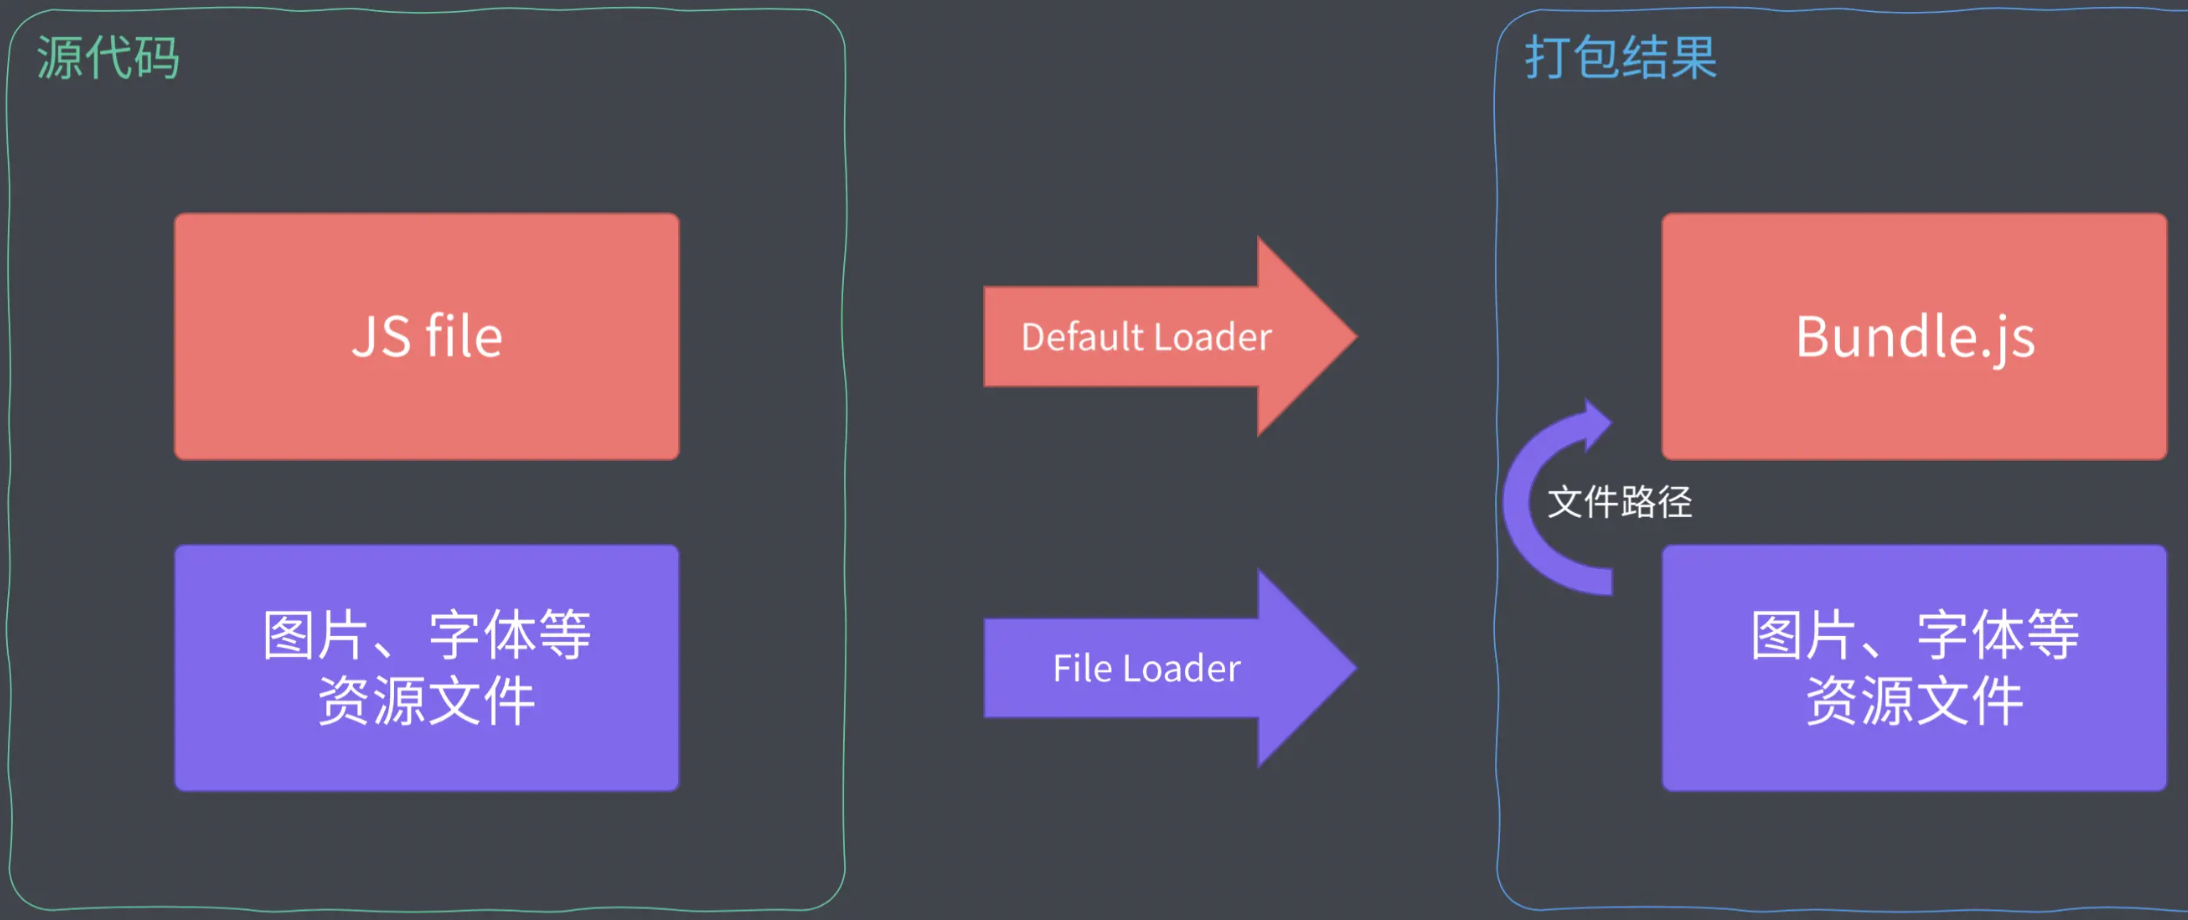 源代码
打包结果
JS file
Default Loader
Bundle.js
文件路径
图片、字体等
资源文件
File Loader
图片、字体等
资源文件